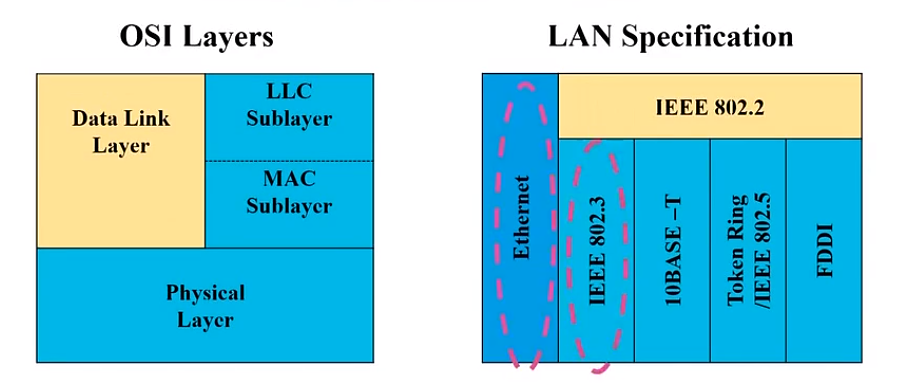 OSI Layers
Data Link
Layer
LLC
Sublayer
MAC
Sublayer
Physical
Layer
LAN Specification
IEEE 802.2
Ethernet
IEEE 802.3
10BASE –T
Token Ring
/IEEE 802.5
FDDI